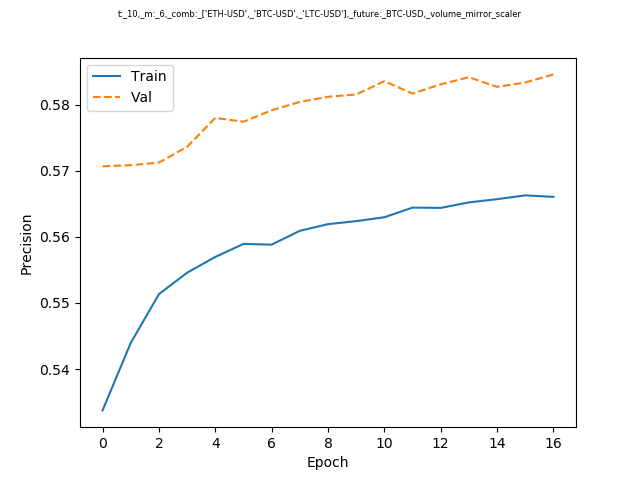 t:_10,_m:_6,_comb:_['ETH-USD',_'BTC-USD',_'LTC-USD'],_future:_BTC-USD,_volume_mirror_scaler
Train
Val
0.58
0.57
0.56
0.55
0.54
Precision
0 2 4 6 8 10 12 14 16
Epoch